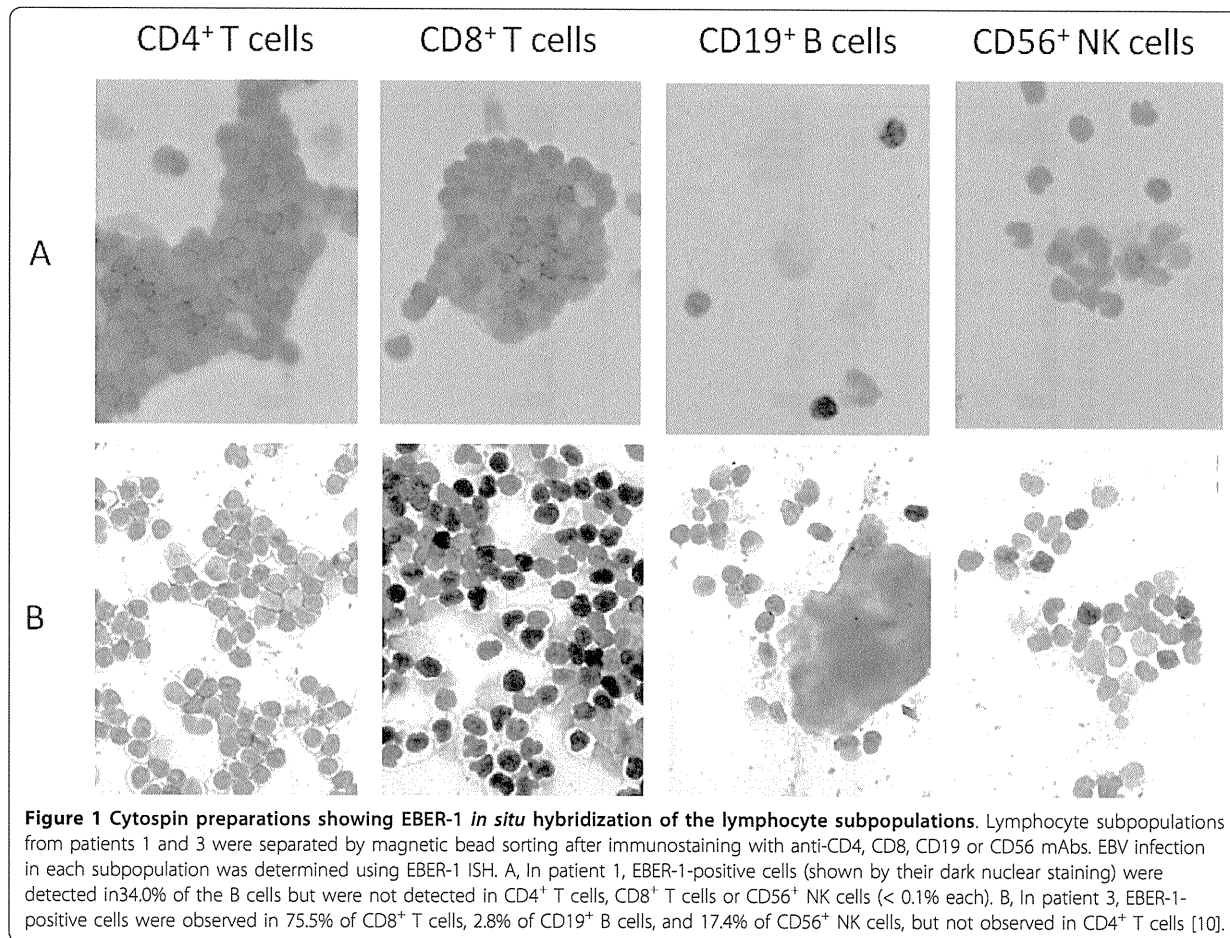 CD4⁺ T cells CD8⁺ T cells CD19⁺ B cells CD56⁺ NK cells
A
B
Figure 1 Cytospin preparations showing EBER-1 in situ hybridization of the lymphocyte subpopulations. Lymphocyte subpopulations
from patients 1 and 3 were separated by magnetic bead sorting after immunostaining with anti-CD4, CD8, CD19 or CD56 mAbs. EBV infection
in each subpopulation was determined using EBER-1 ISH. A, In patient 1, EBER-1-positive cells (shown by their dark nuclear staining) were
detected in34.0% of the B cells but were not detected in CD4⁺ T cells, CD8⁺ T cells or CD56⁺ NK cells (< 0.1% each). B, In patient 3, EBER-1-
positive cells were observed in 75.5% of CD8⁺ T cells, 2.8% of CD19⁺ B cells, and 17.4% of CD56⁺ NK cells, but not observed in CD4⁺ T cells [10].